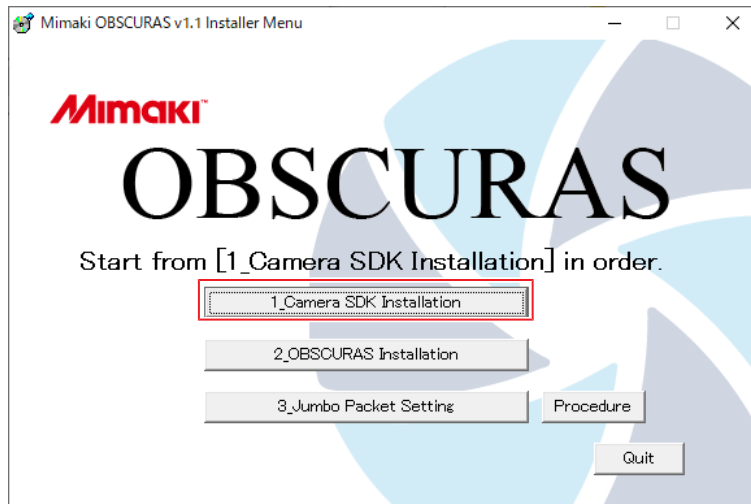 Mimaki OBSCURAS v1.1 Installer Menu
Mimaki™
OBSCURAS
Start from [1_Camera SDK Installation] in order.
1_Camera SDK Installation
2_OBSCURAS Installation
3_Jumbo Packet Setting Procedure
Quit